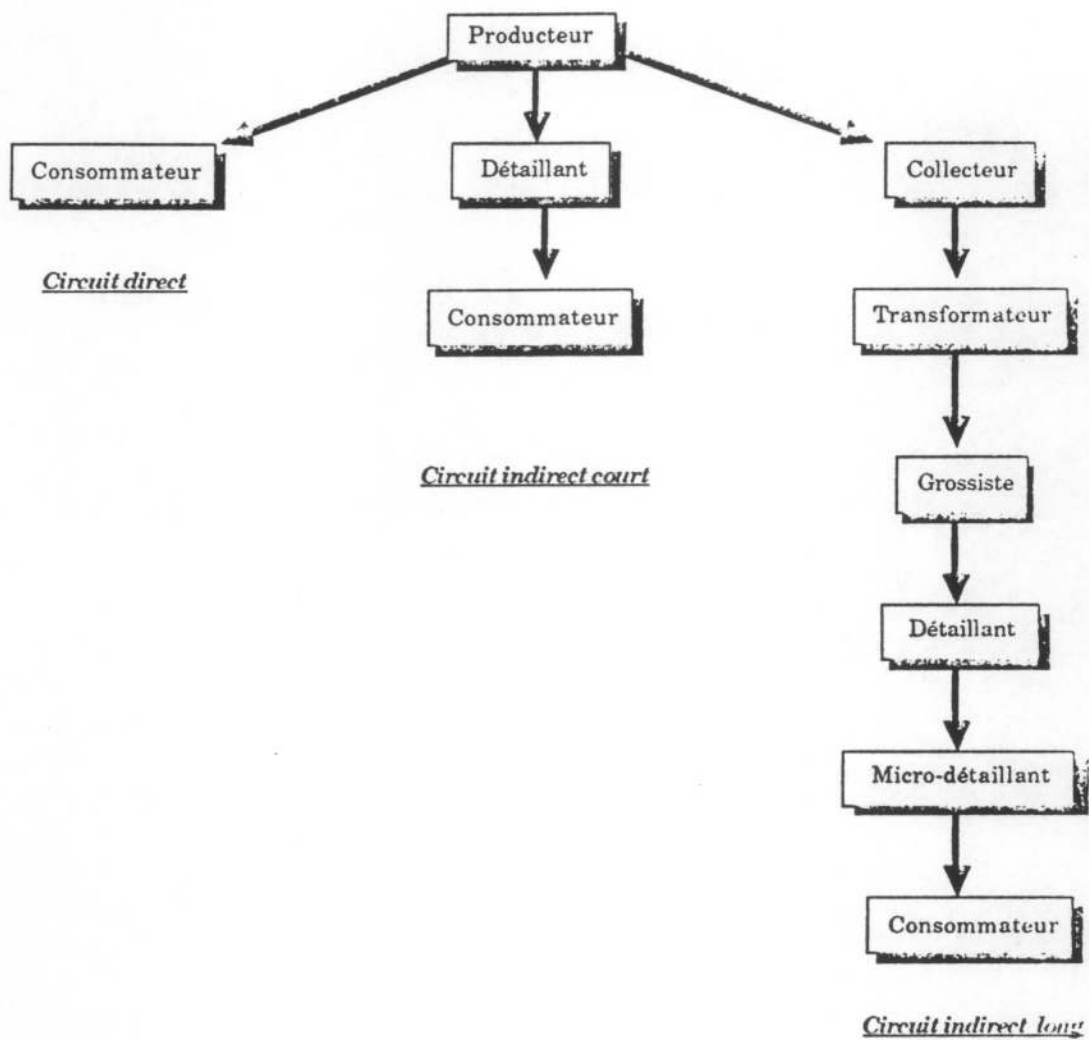 Producteur
Consommateur
Détaillant
Collecteur
Circuit direct
Consommateur
Transformateur
Circuit indirect court
Grossiste
Détaillant
Micro-détaillant
Consommateur
Circuit indirect long